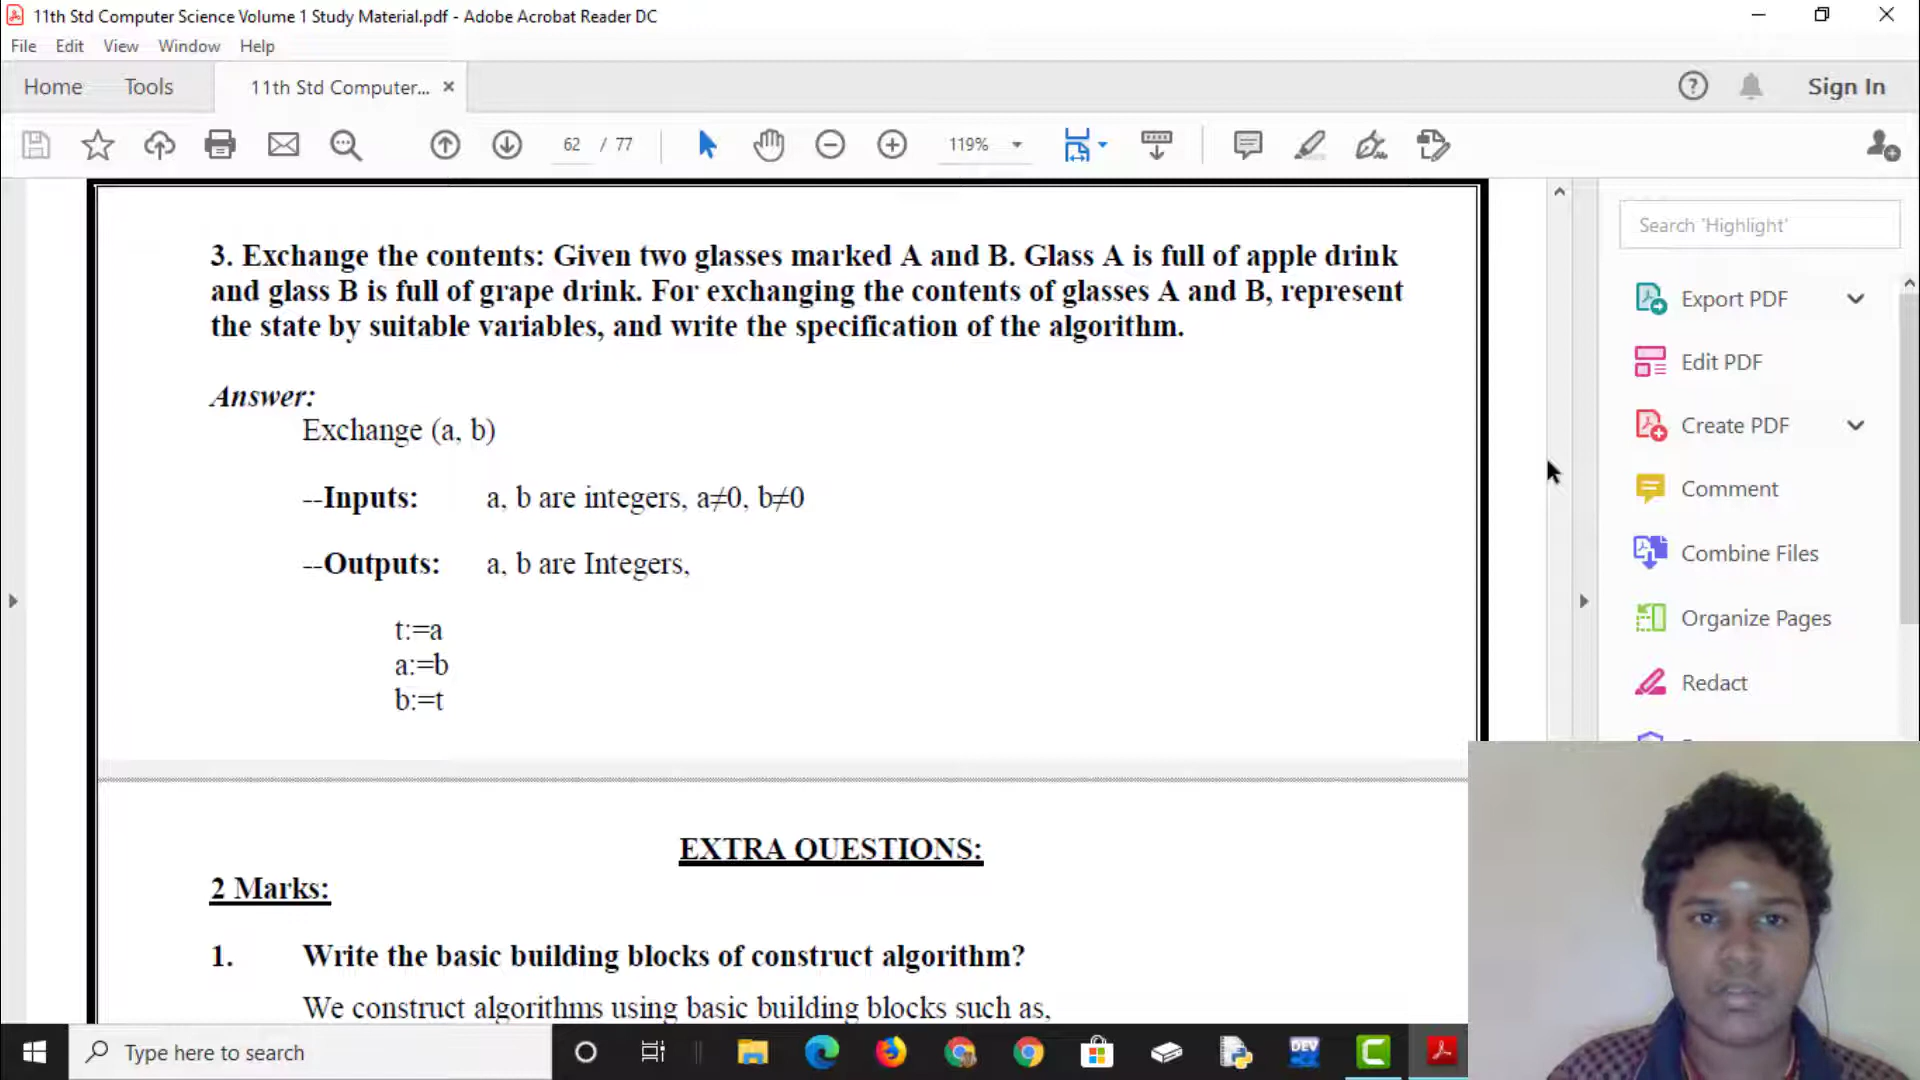 11th Std Computer Science Volume 1 Study Material.pdf - Adobe Acrobat Reader DC
File Edit View Window Help
Home Tools 11th Std Computer... × Sign In
62 / 77 119%
3. Exchange the contents: Given two glasses marked A and B. Glass A is full of apple drink
and glass B is full of grape drink. For exchanging the contents of glasses A and B, represent
the state by suitable variables, and write the specification of the algorithm.
Answer:
Exchange (a, b)
--Inputs: a, b are integers, a≠0, b≠0
--Outputs: a, b are Integers,
t:=a
a:=b
b:=t
EXTRA QUESTIONS:
2 Marks:
1. Write the basic building blocks of construct algorithm?
We construct algorithms using basic building blocks such as,
Search 'Highlight'
Export PDF
Edit PDF
Create PDF
Comment
Combine Files
Organize Pages
Redact
Type here to search
DEV